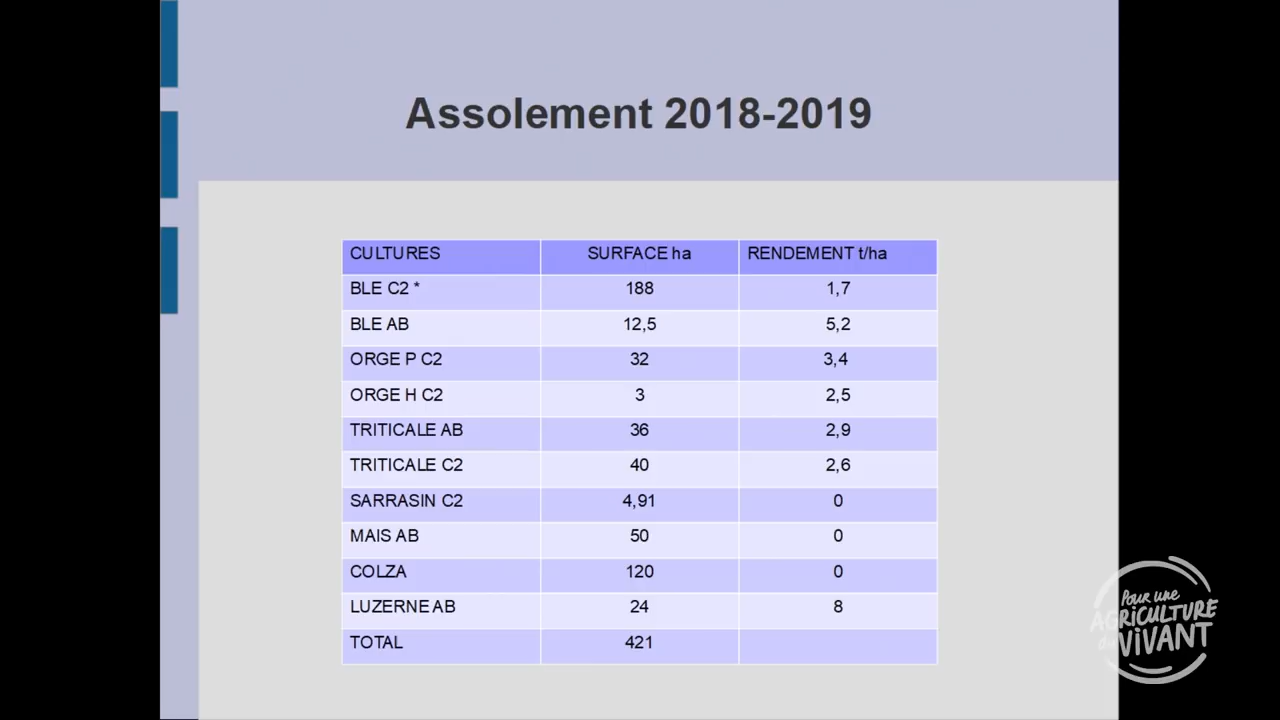 Assolement 2018-2019
CULTURES SURFACE ha RENDEMENT t/ha
BLE C2 * 188 1,7
BLE AB 12,5 5,2
ORGE P C2 32 3,4
ORGE H C2 3 2,5
TRITICALE AB 36 2,9
TRITICALE C2 40 2,6
SARRASIN C2 4,91 0
MAIS AB 50 0
COLZA 120 0
LUZERNE AB 24 8
TOTAL 421
Pour une
AGRiCULTURE
du ViVANT